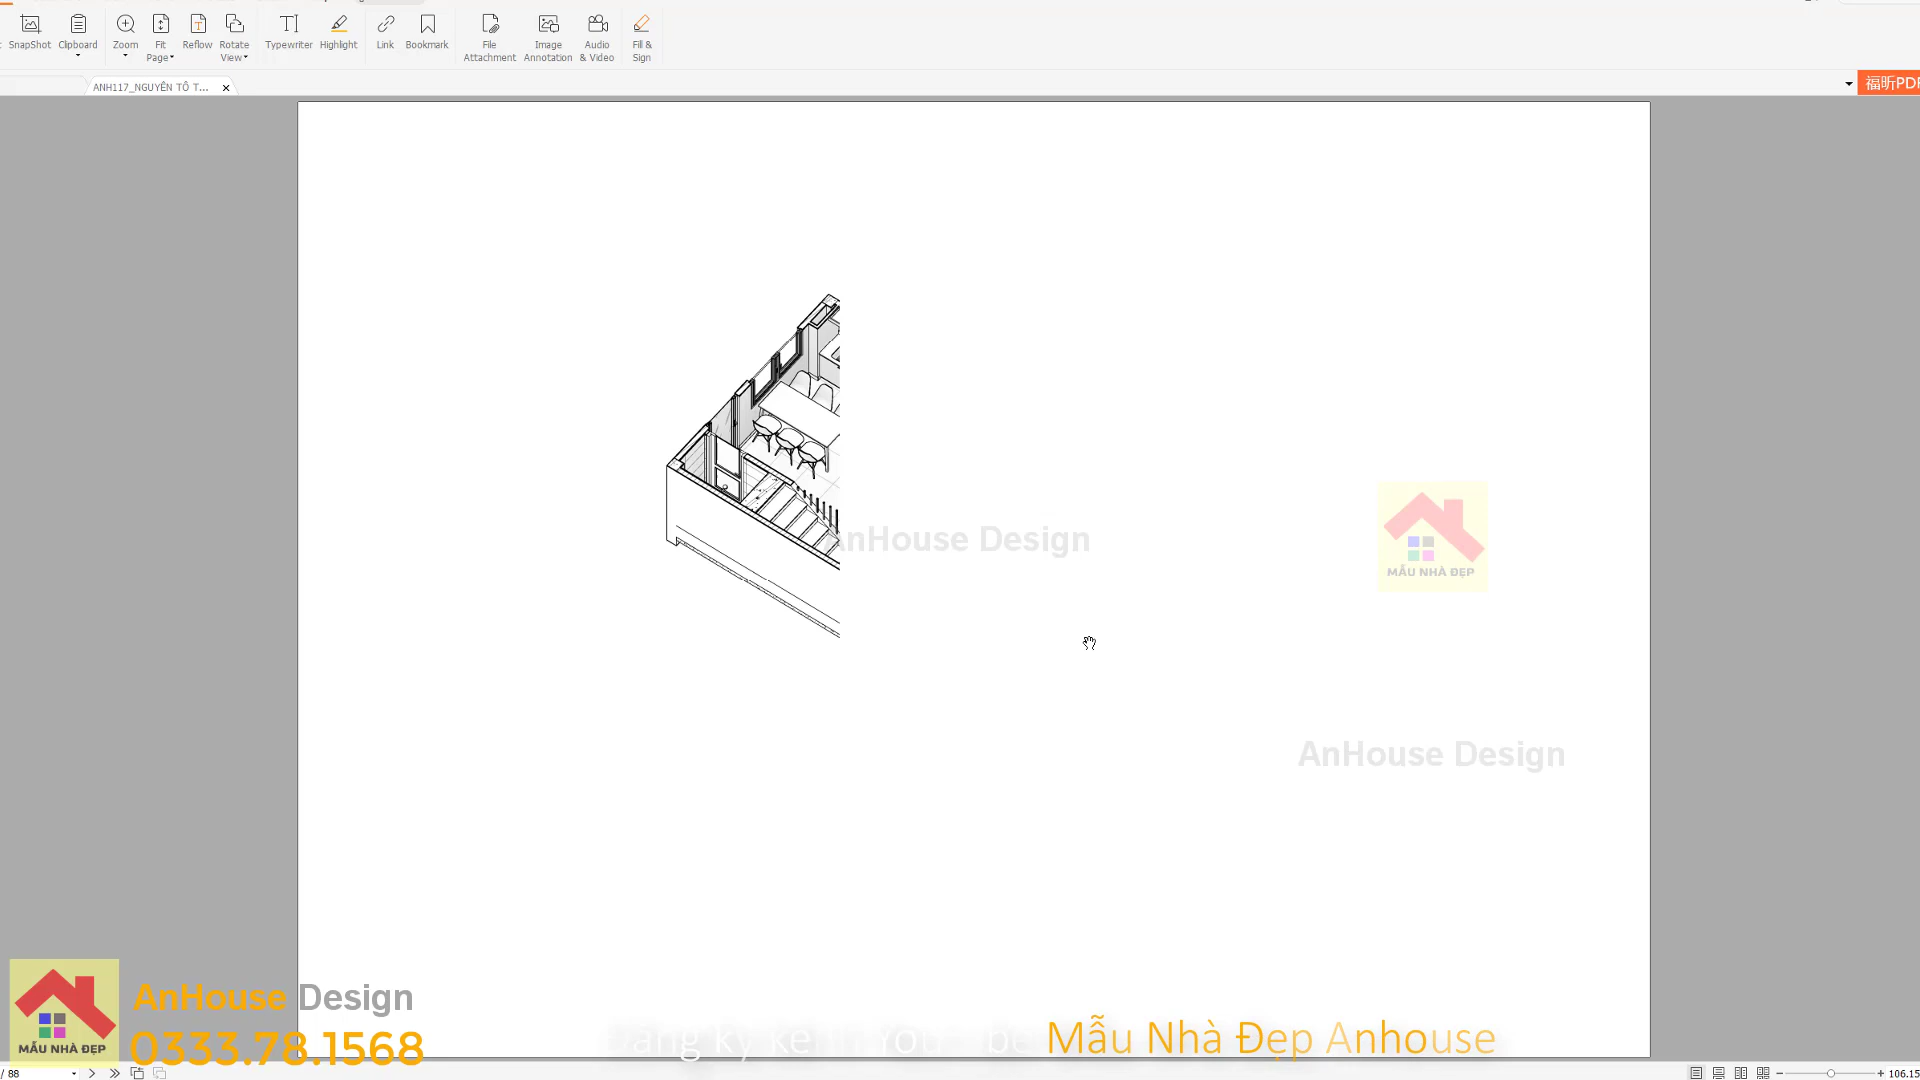 SnapShot
Clipboard
Zoom
Fit
Page
Reflow
Rotate
View
Typewriter
Highlight
Link
Bookmark
File
Attachment
Image
Annotation
Audio
& Video
Fill &
Sign
ANH117_NGUYÊN TÔ T...
福昕PDF
AnHouse Design
MẪU NHÀ ĐẸP
AnHouse Design
MẪU NHÀ ĐẸP
AnHouse Design
0333.78.1568
Mẫu Nhà Đẹp Anhouse
/ 88
106.15